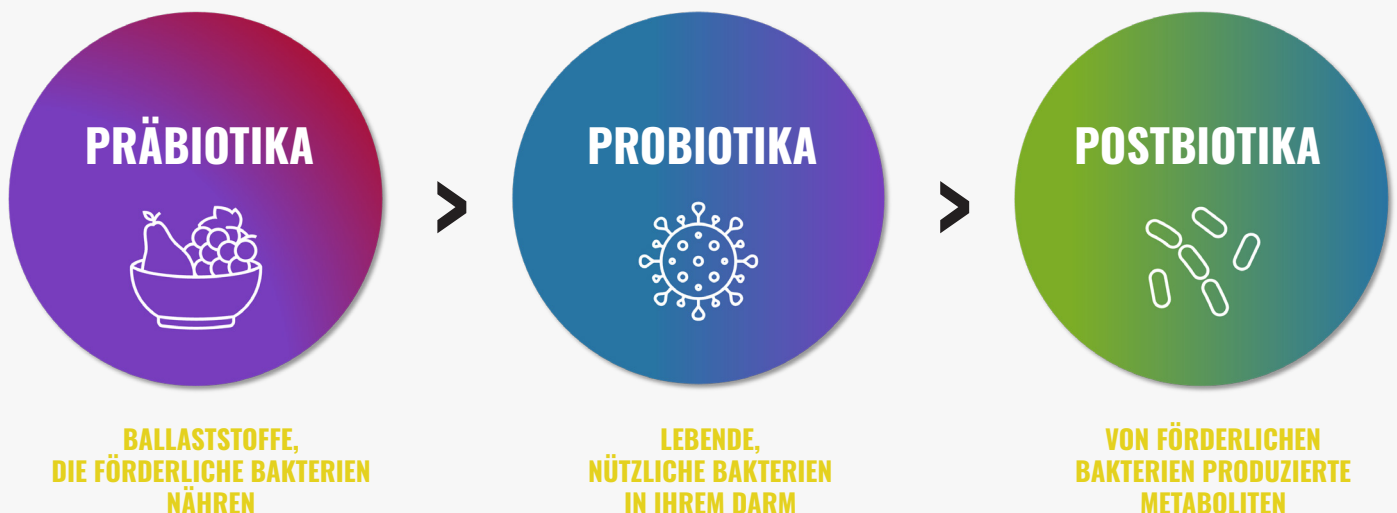 PRÄBIOTIKA
>
PROBIOTIKA
>
POSTBIOTIKA
BALLASTSTOFFE,
DIE FÖRDERLICHE BAKTERIEN
NÄHREN
LEBENDE,
NÜTZLICHE BAKTERIEN
IN IHREM DARM
VON FÖRDERLICHEN
BAKTERIEN PRODUZIERTE
METABOLITEN